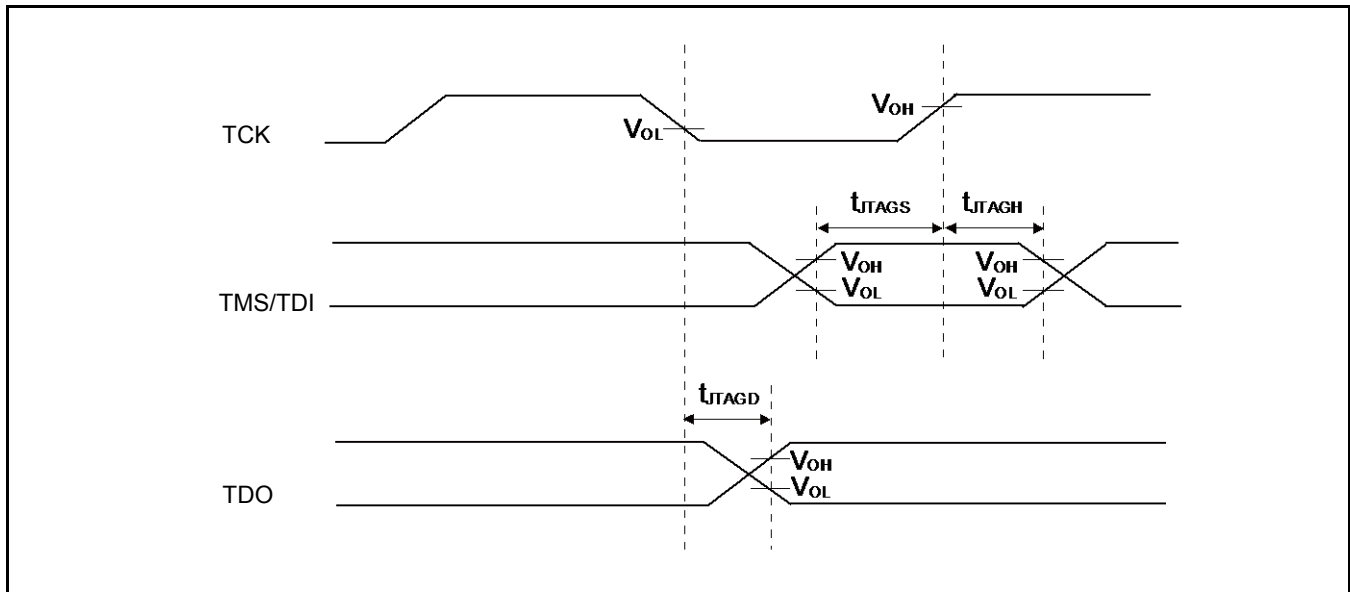 TCK
VOL
VOH
tJTAGS
tJTAGH
TMS/TDI
VOH
VOL
VOH
VOL
tJTAGD
TDO
VOH
VOL